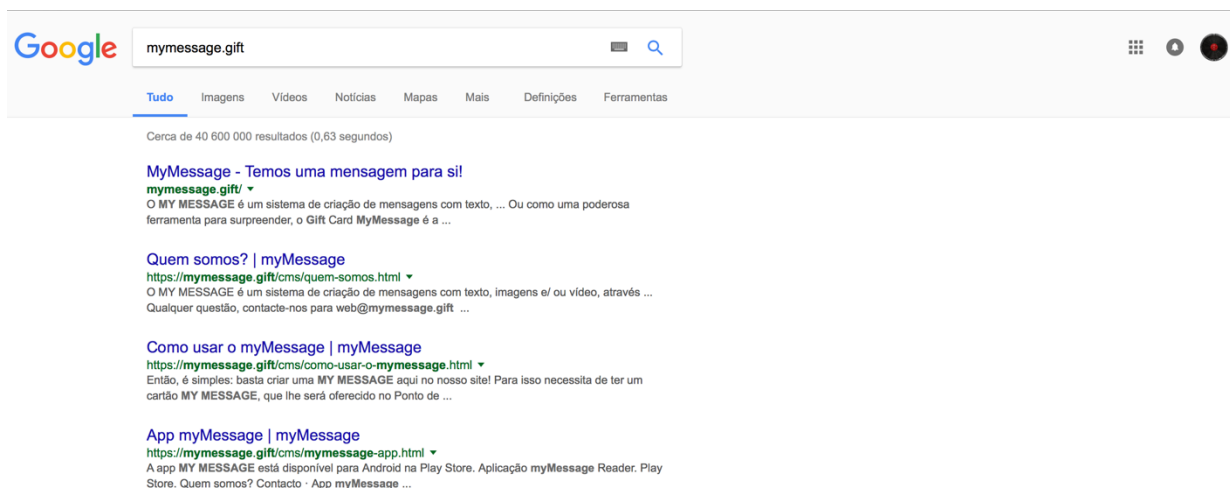 Google
mymessage.gift
Tudo Imagens Vídeos Notícias Mapas Mais Definições Ferramentas
Cerca de 40 600 000 resultados (0,63 segundos)
MyMessage - Temos uma mensagem para si!
mymessage.gift/
O MY MESSAGE é um sistema de criação de mensagens com texto, ... Ou como uma poderosa
ferramenta para surpreender, o Gift Card MyMessage é a ...
Quem somos? | myMessage
https://mymessage.gift/cms/quem-somos.html
O MY MESSAGE é um sistema de criação de mensagens com texto, imagens e/ ou vídeo, através ...
Qualquer questão, contacte-nos para web@mymessage.gift ...
Como usar o myMessage | myMessage
https://mymessage.gift/cms/como-usar-o-mymessage.html
Então, é simples: basta criar uma MY MESSAGE aqui no nosso site! Para isso necessita de ter um
cartão MY MESSAGE, que lhe será oferecido no Ponto de ...
App myMessage | myMessage
https://mymessage.gift/cms/mymessage-app.html
A app MY MESSAGE está disponível para Android na Play Store. Aplicação myMessage Reader. Play
Store. Quem somos? Contacto · App myMessage ...